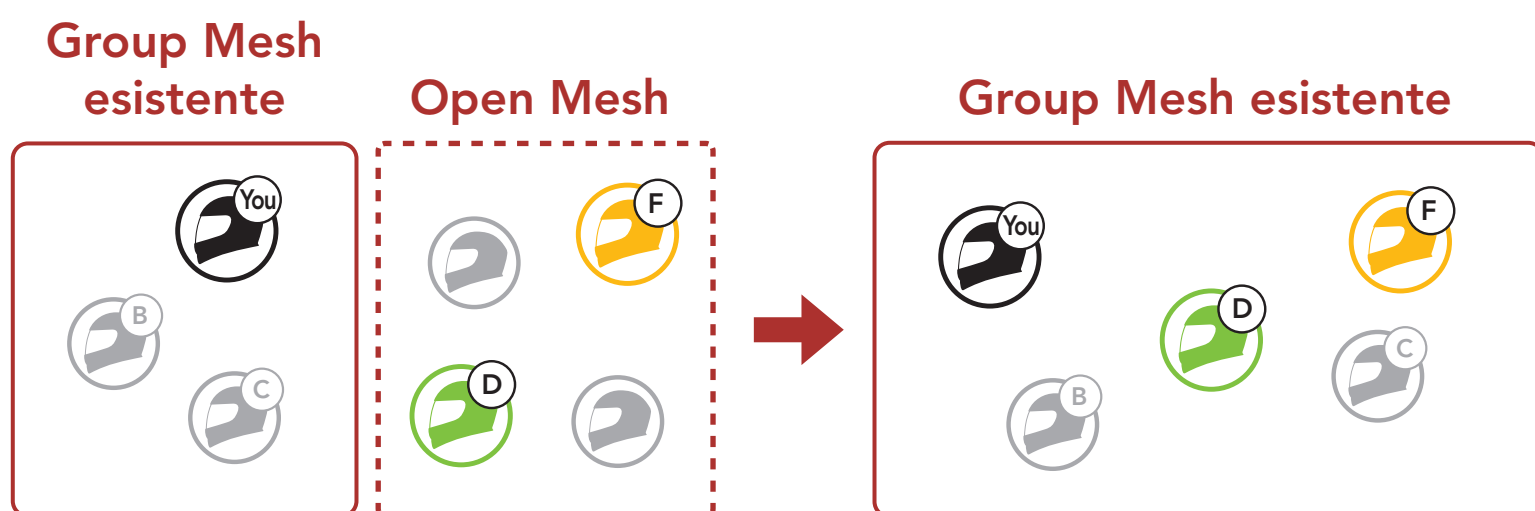 Group Mesh
esistente
Open Mesh
Group Mesh esistente
You
B
C
F
D
You
F
D
C
B